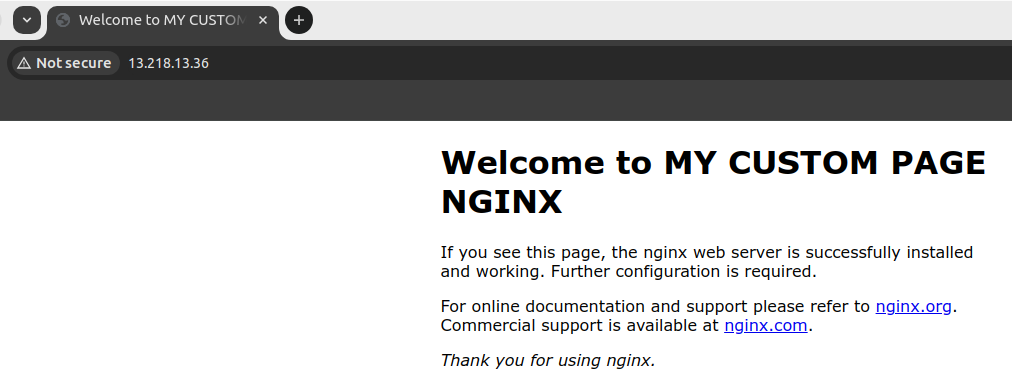 Welcome to MY CUSTOM
Not secure 13.218.13.36
Welcome to MY CUSTOM PAGE
NGINX
If you see this page, the nginx web server is successfully installed
and working. Further configuration is required.
For online documentation and support please refer to nginx.org.
Commercial support is available at nginx.com.
Thank you for using nginx.